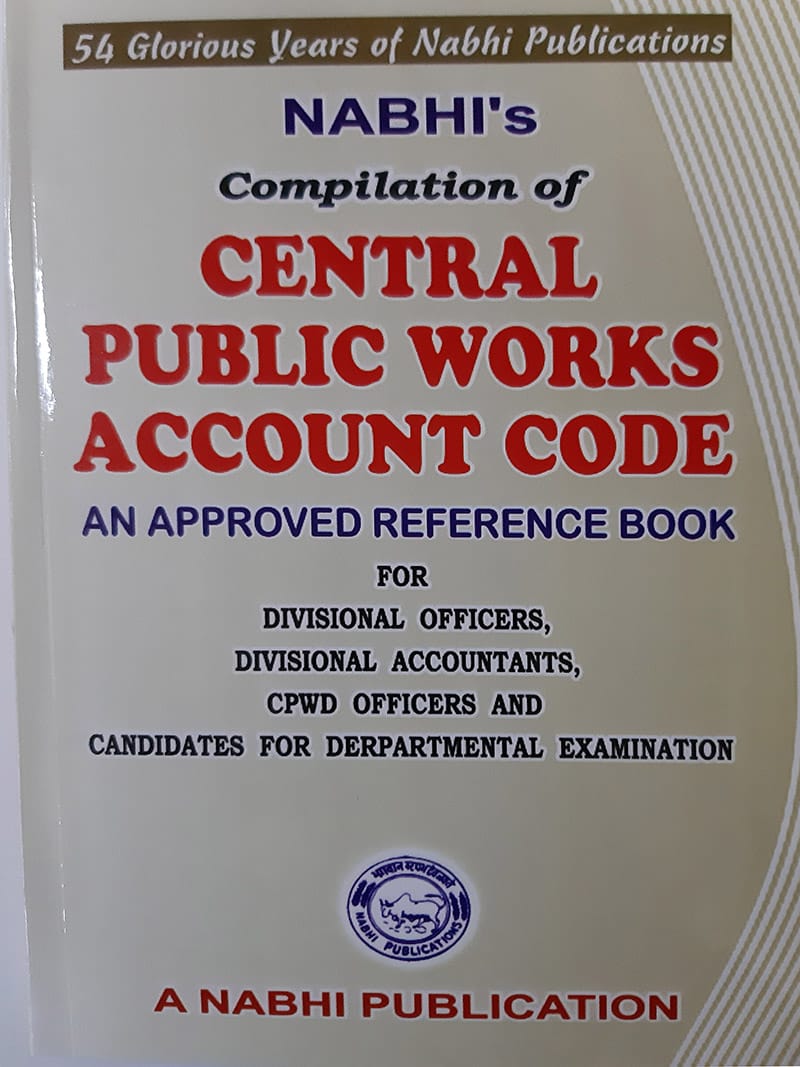 54 Glorious Years of Nabhi Publications
NABHI's
Compilation of
CENTRAL
PUBLIC WORKS
ACCOUNT CODE
AN APPROVED REFERENCE BOOK
FOR
DIVISIONAL OFFICERS,
DIVISIONAL ACCOUNTANTS,
CPWD OFFICERS AND
CANDIDATES FOR DERPARTMENTAL EXAMINATION
NABHI PUBLICATIONS
A NABHI PUBLICATION